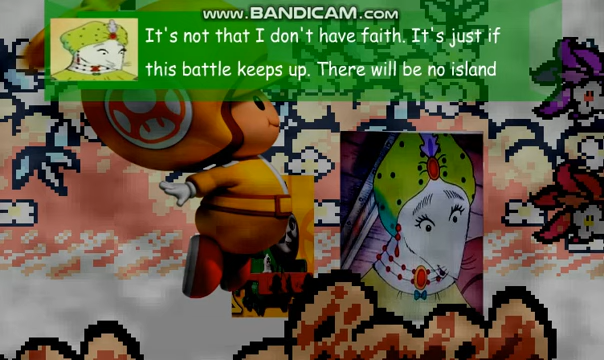 www.BANDICAM.com
It's not that I don't have faith. It's just if
this battle keeps up. There will be no island